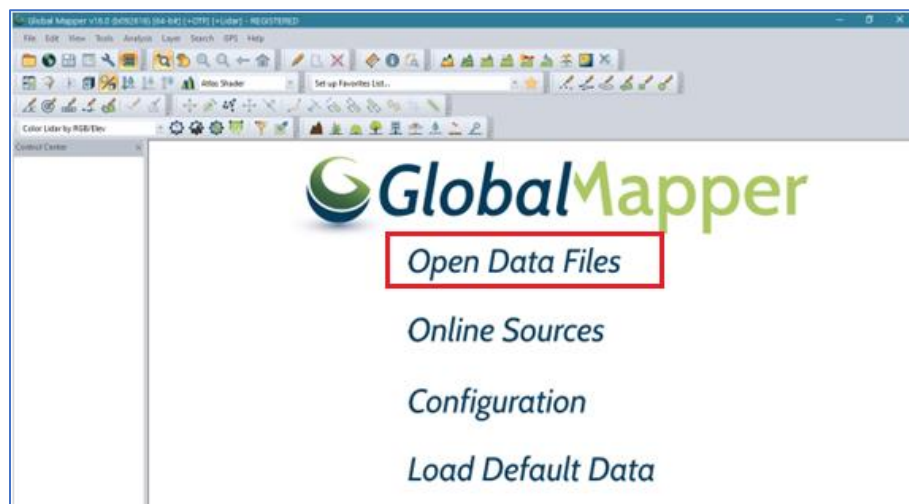 Global Mapper v18.0 (b092616) [64-bit] [+DTF] [+Lidar] - REGISTERED
File Edit View Tools Analysis Layer Search GPS Help
Atlas Shader
Set up Favorites List...
Color Lidar by RGB/Elev
Control Center
GlobalMapper
Open Data Files
Online Sources
Configuration
Load Default Data